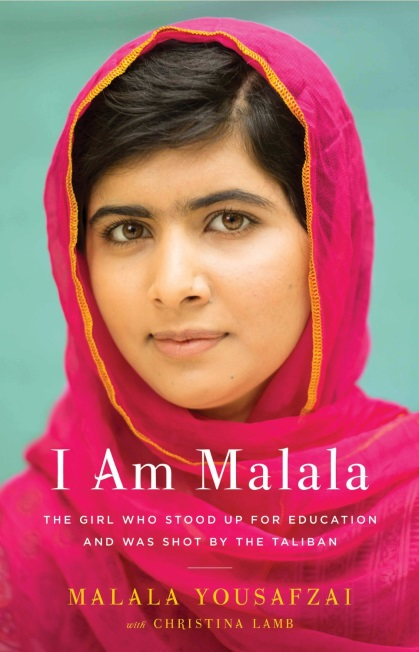 I Am Malala
THE GIRL WHO STOOD UP FOR EDUCATION
AND WAS SHOT BY THE TALIBAN
MALALA YOUSAFZAI
with CHRISTINA LAMB